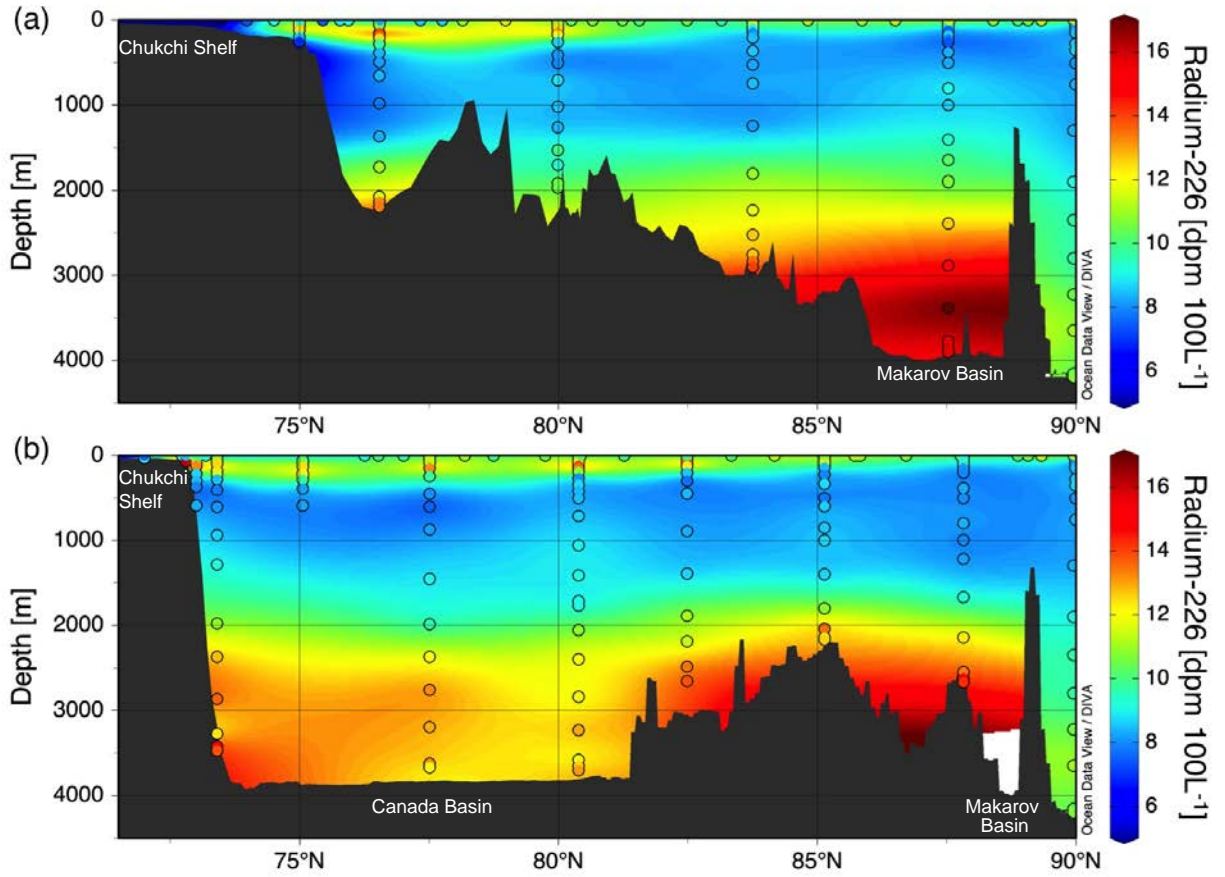 (a)
Chukchi Shelf
Makarov Basin
Depth [m]
0
1000
2000
3000
4000
75°N
80°N
85°N
90°N
Ocean Data View / DIVA
16
14
12
10
8
6
Radium-226 [dpm 100L⁻¹]
(b)
Chukchi
Shelf
Canada Basin
Makarov
Basin
Depth [m]
0
1000
2000
3000
4000
75°N
80°N
85°N
90°N
Ocean Data View / DIVA
16
14
12
10
8
6
Radium-226 [dpm 100L⁻¹]